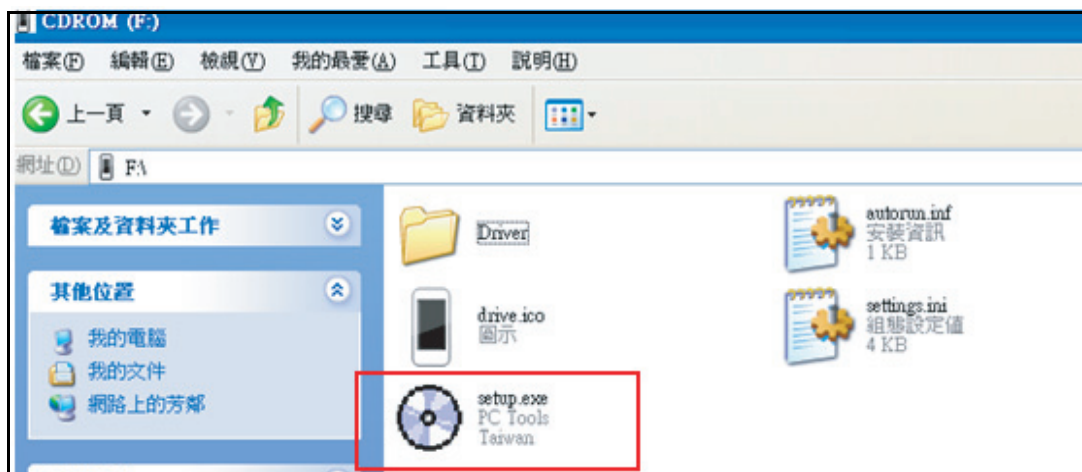 CDROM (F:)
檔案(F) 編輯(E) 檢視(V) 我的最愛(A) 工具(T) 說明(H)
上一頁 搜尋 資料夾
網址(D) F:\
檔案及資料夾工作
其他位置
我的電腦
我的文件
網路上的芳鄰
Driver
autorun.inf
安裝資訊
1 KB
drive.ico
圖示
settings.ini
組態設定值
4 KB
setup.exe
PC Tools
Taiwan